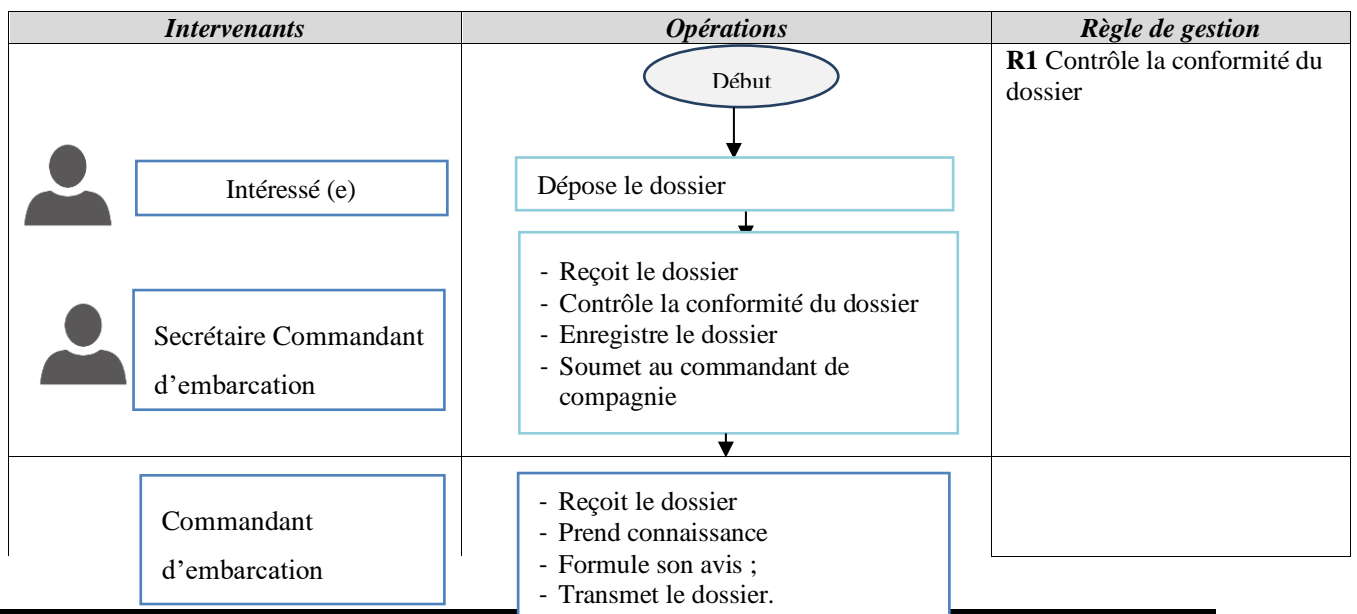 Intervenants
Opérations
Règle de gestion
Début
R1 Contrôle la conformité du
dossier
Intéressé (e)
Dépose le dossier
Secrétaire Commandant
d’embarcation
- Reçoit le dossier
- Contrôle la conformité du dossier
- Enregistre le dossier
- Soumet au commandant de
compagnie
Commandant
d’embarcation
- Reçoit le dossier
- Prend connaissance
- Formule son avis ;
- Transmet le dossier.